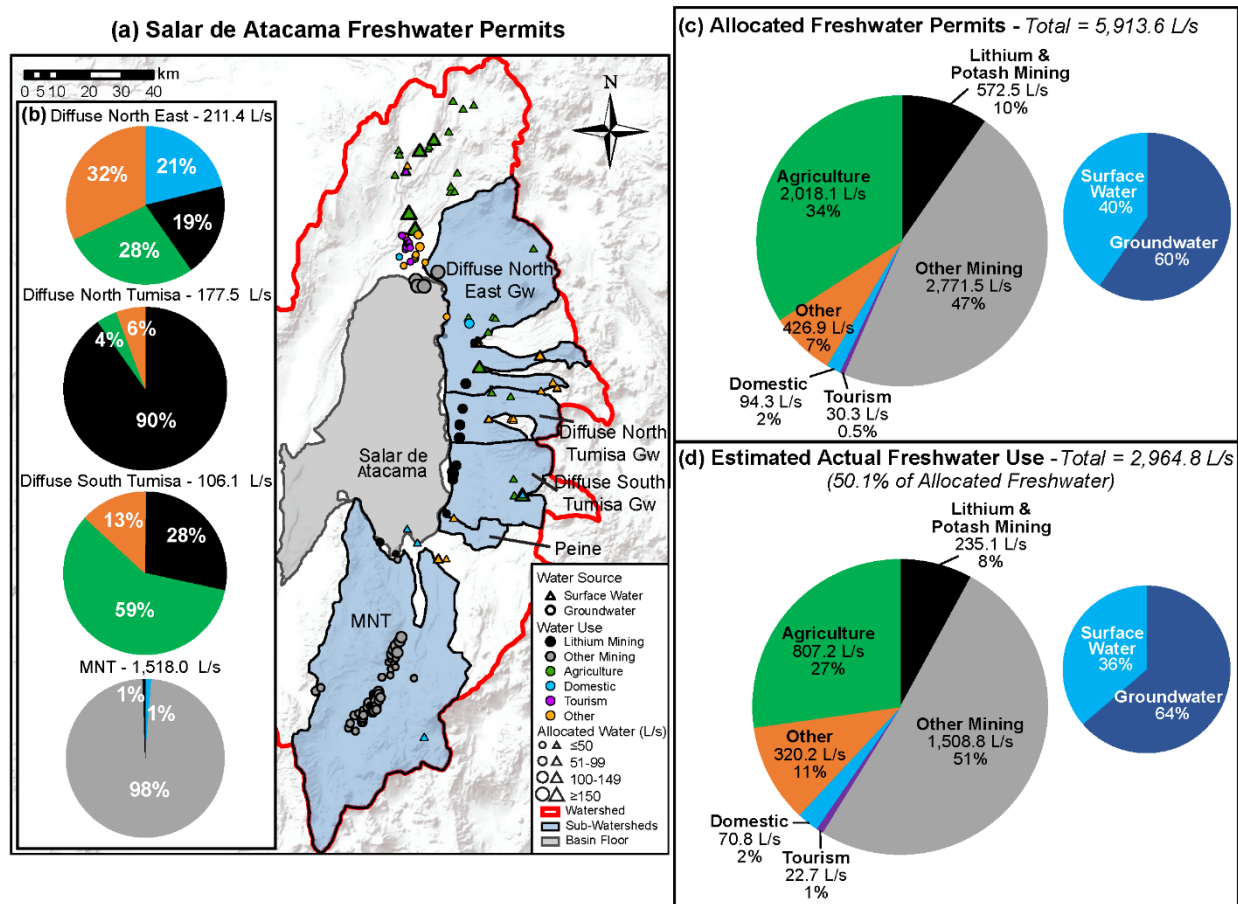 (a) Salar de Atacama Freshwater Permits
km
0 5 10 20 30 40
N
(b) Diffuse North East - 211.4 L/s
32%
21%
19%
28%
Diffuse North Tumisa - 177.5 L/s
4%
6%
90%
Diffuse South Tumisa - 106.1 L/s
13%
28%
59%
MNT - 1,518.0 L/s
1%
1%
98%
Diffuse North
East Gw
Salar de
Atacama
Diffuse North
Tumisa Gw
Diffuse South
Tumisa Gw
Peine
MNT
Water Source
Surface Water
Groundwater
Water Use
Lithium Mining
Other Mining
Agriculture
Domestic
Tourism
Other
Allocated Water (L/s)
≤50
51-99
100-149
≥150
Watershed
Sub-Watersheds
Basin Floor
(c) Allocated Freshwater Permits - Total = 5,913.6 L/s
Lithium &
Potash Mining
572.5 L/s
10%
Agriculture
2,018.1 L/s
34%
Other Mining
2,771.5 L/s
47%
Other
426.9 L/s
7%
Domestic
94.3 L/s
2%
Tourism
30.3 L/s
0.5%
Surface
Water
40%
Groundwater
60%
(d) Estimated Actual Freshwater Use - Total = 2,964.8 L/s
(50.1% of Allocated Freshwater)
Lithium &
Potash Mining
235.1 L/s
8%
Agriculture
807.2 L/s
27%
Other Mining
1,508.8 L/s
51%
Other
320.2 L/s
11%
Domestic
70.8 L/s
2%
Tourism
22.7 L/s
1%
Surface
Water
36%
Groundwater
64%